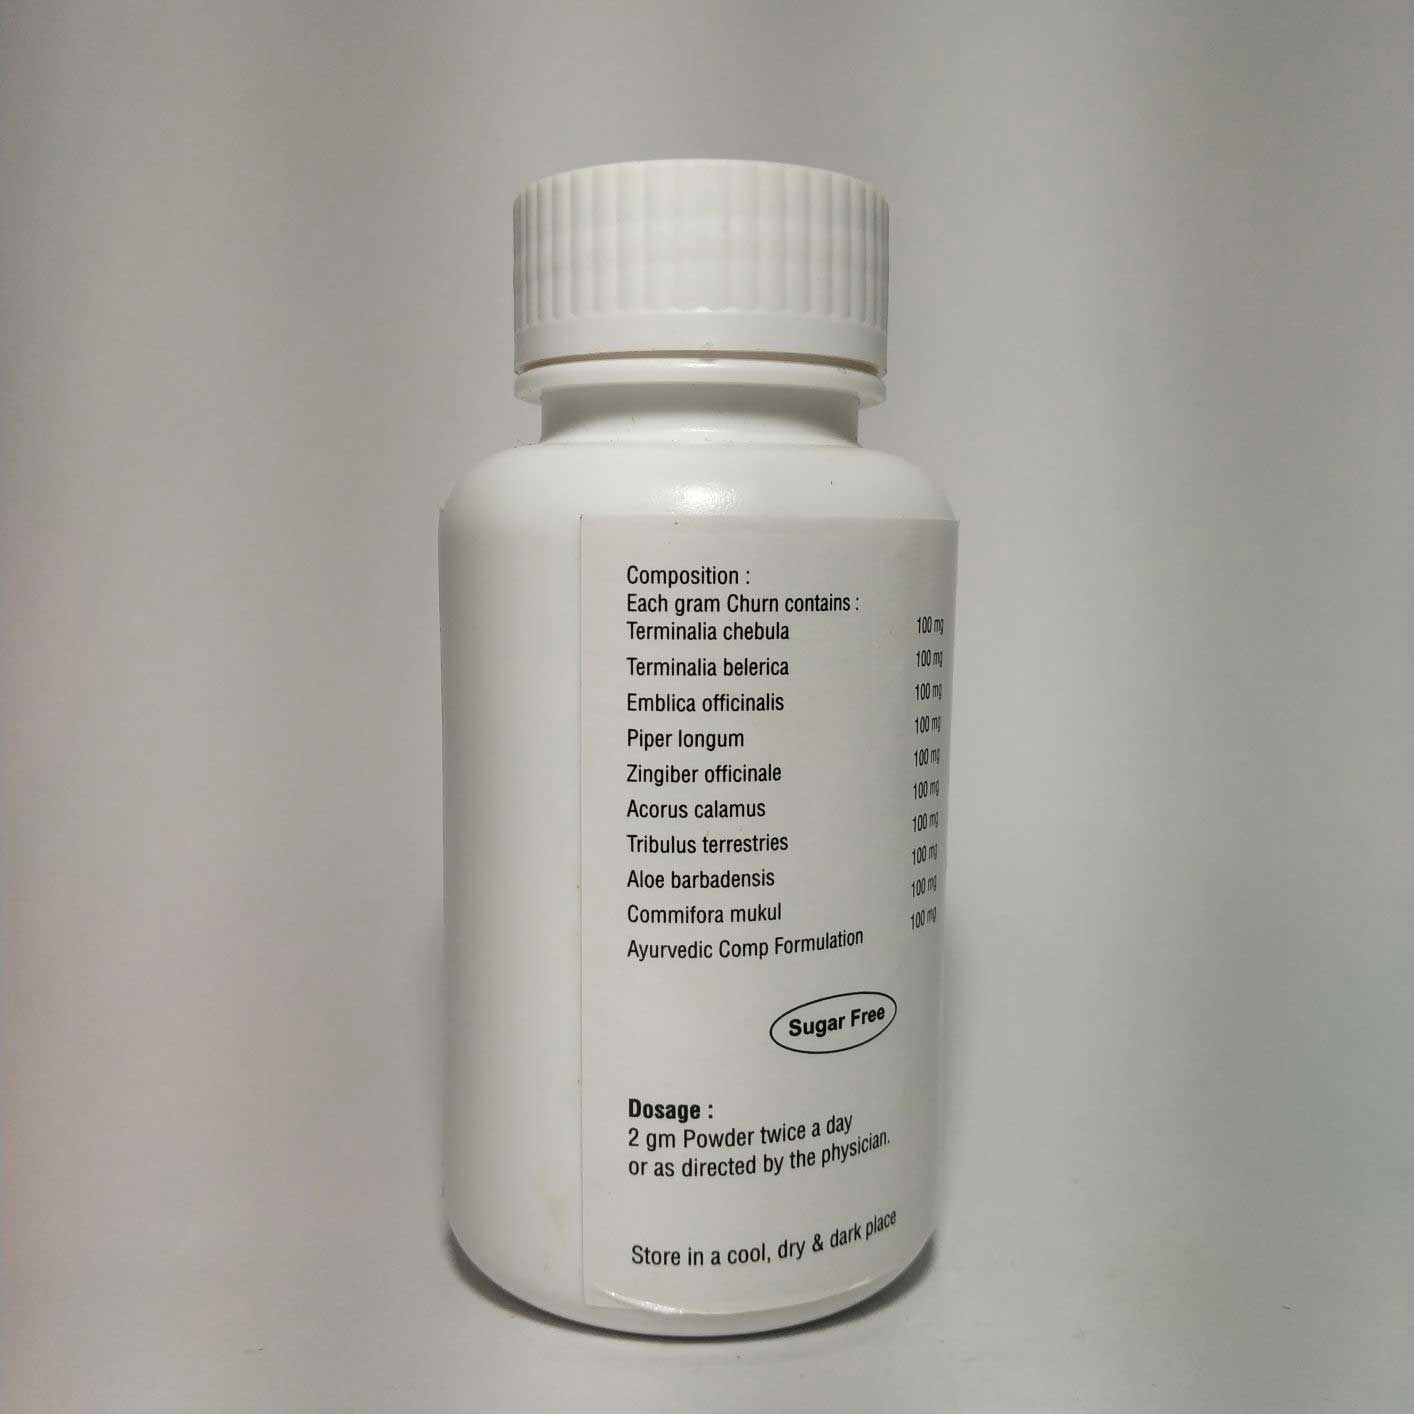 Composition :
Each gram Churn contains :
Terminalia chebula 100 mg
Terminalia belerica 100 mg
Emblica officinalis 100 mg
Piper longum 100 mg
Zingiber officinale 100 mg
Acorus calamus 100 mg
Tribulus terrestries 100 mg
Aloe barbadensis 100 mg
Commifora mukul 100 mg
Ayurvedic Comp Formulation 100 mg
Sugar Free
Dosage :
2 gm Powder twice a day
or as directed by the physician.
Store in a cool, dry & dark place